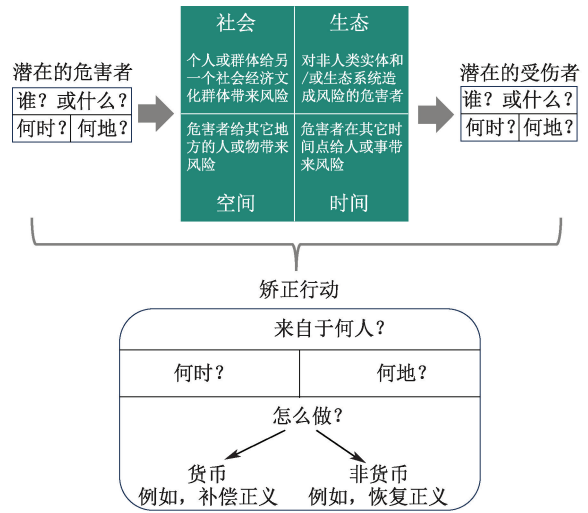 潜在的危害者
谁？或什么？
何时？
何地？
社会
个人或群体给另
一个社会经济文
化群体带来风险
生态
对非人类实体和
/或生态系统造
成风险的危害者
危害者给其它地
方的人或物带来
风险
空间
危害者在其它时
间点给人或事带
来风险
时间
潜在的受伤者
谁？或什么？
何时？
何地？
矫正行动
来自于何人？
何时？
何地？
怎么做？
货币
例如，补偿正义
非货币
例如，恢复正义